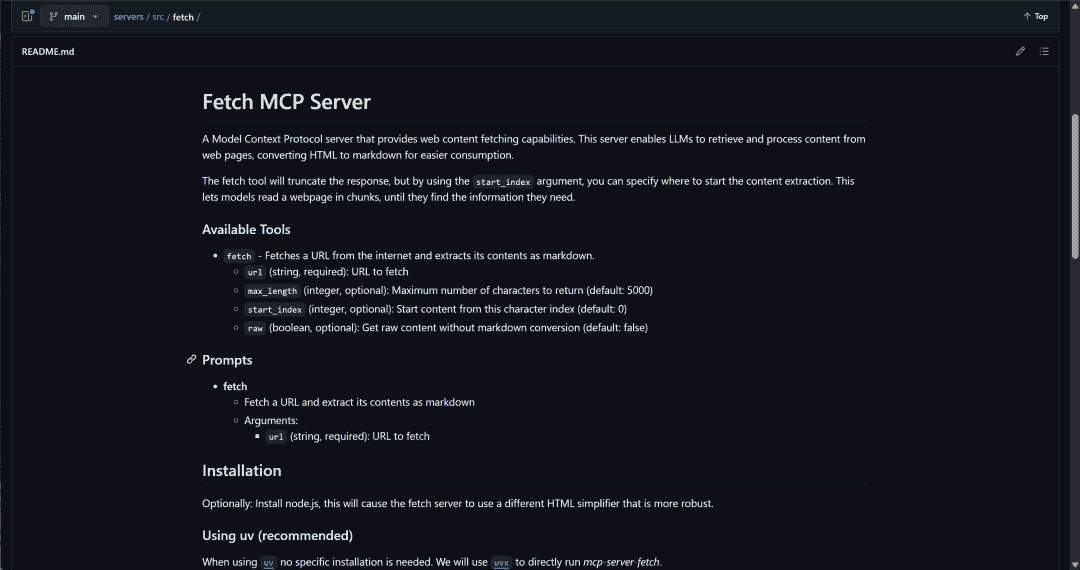 main
servers / src / fetch /
Top
README.md
Fetch MCP Server
A Model Context Protocol server that provides web content fetching capabilities. This server enables LLMs to retrieve and process content from
web pages, converting HTML to markdown for easier consumption.
The fetch tool will truncate the response, but by using the start_index argument, you can specify where to start the content extraction. This
lets models read a webpage in chunks, until they find the information they need.
Available Tools
• fetch - Fetches a URL from the internet and extracts its contents as markdown.
◦ url (string, required): URL to fetch
◦ max_length (integer, optional): Maximum number of characters to return (default: 5000)
◦ start_index (integer, optional): Start content from this character index (default: 0)
◦ raw (boolean, optional): Get raw content without markdown conversion (default: false)
Prompts
• fetch
◦ Fetch a URL and extract its contents as markdown
◦ Arguments:
▪ url (string, required): URL to fetch
Installation
Optionally: Install node.js, this will cause the fetch server to use a different HTML simplifier that is more robust.
Using uv (recommended)
When using uv no specific installation is needed. We will use uvx to directly run mcp-server-fetch.